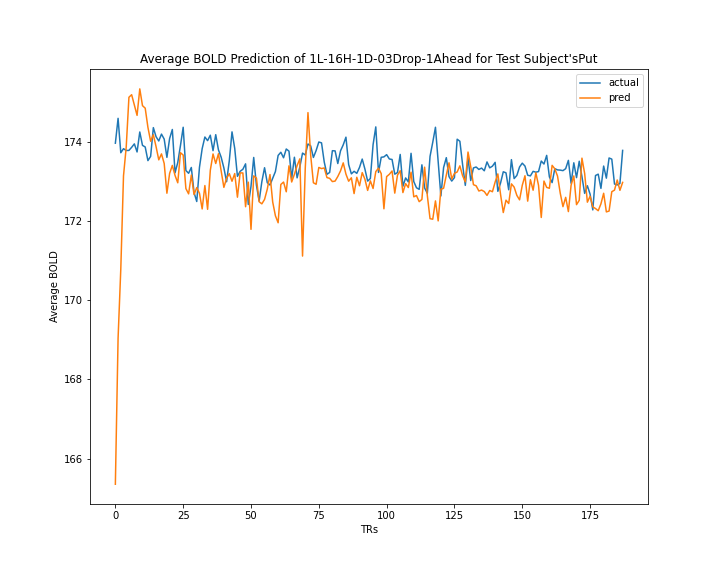 Average BOLD Prediction of 1L-16H-1D-03Drop-1Ahead for Test Subject'sPut
actual
pred
174
172
170
168
166
Average BOLD
0 25 50 75 100 125 150 175
TRs